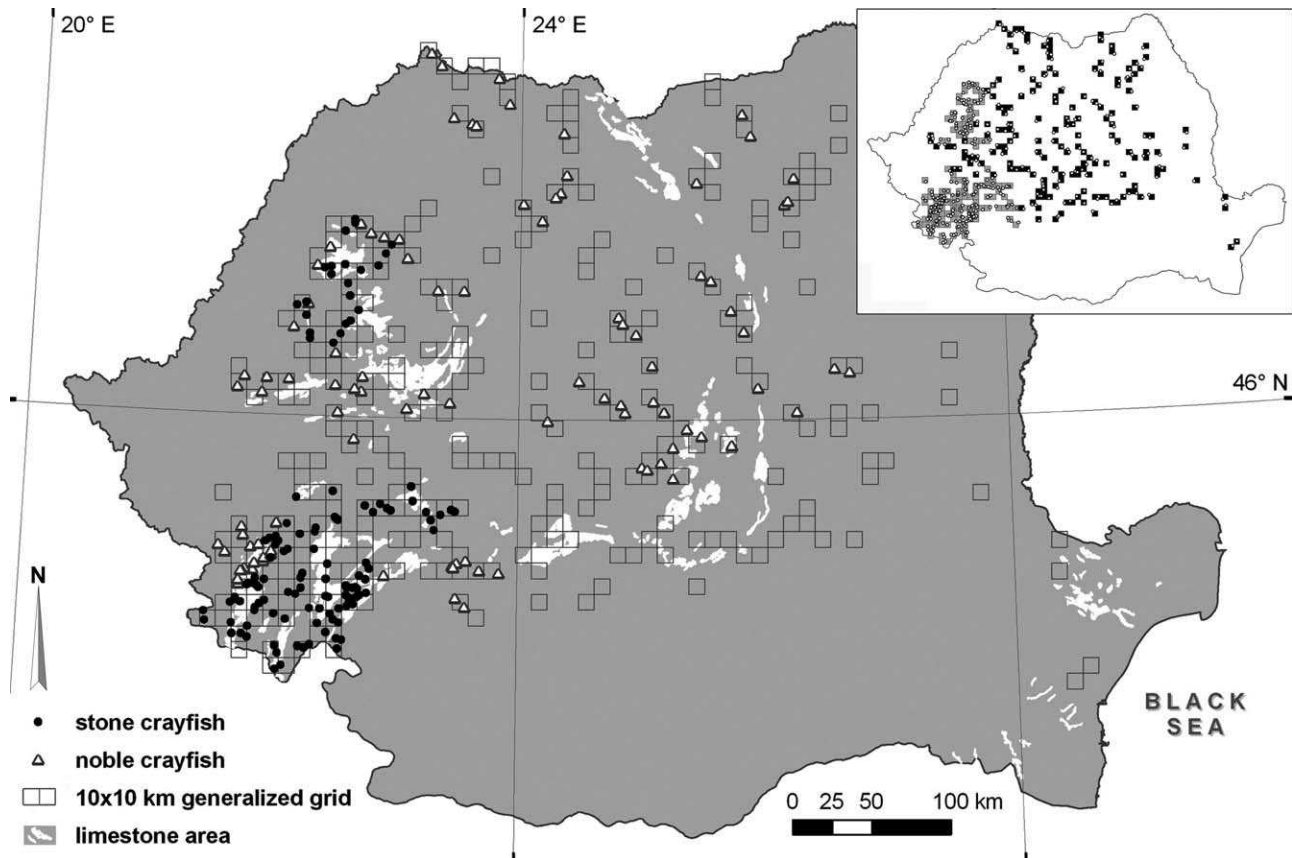 20° E
24° E
46° N
N
BLACK
SEA
stone crayfish
noble crayfish
10x10 km generalized grid
limestone area
0 25 50 100 km